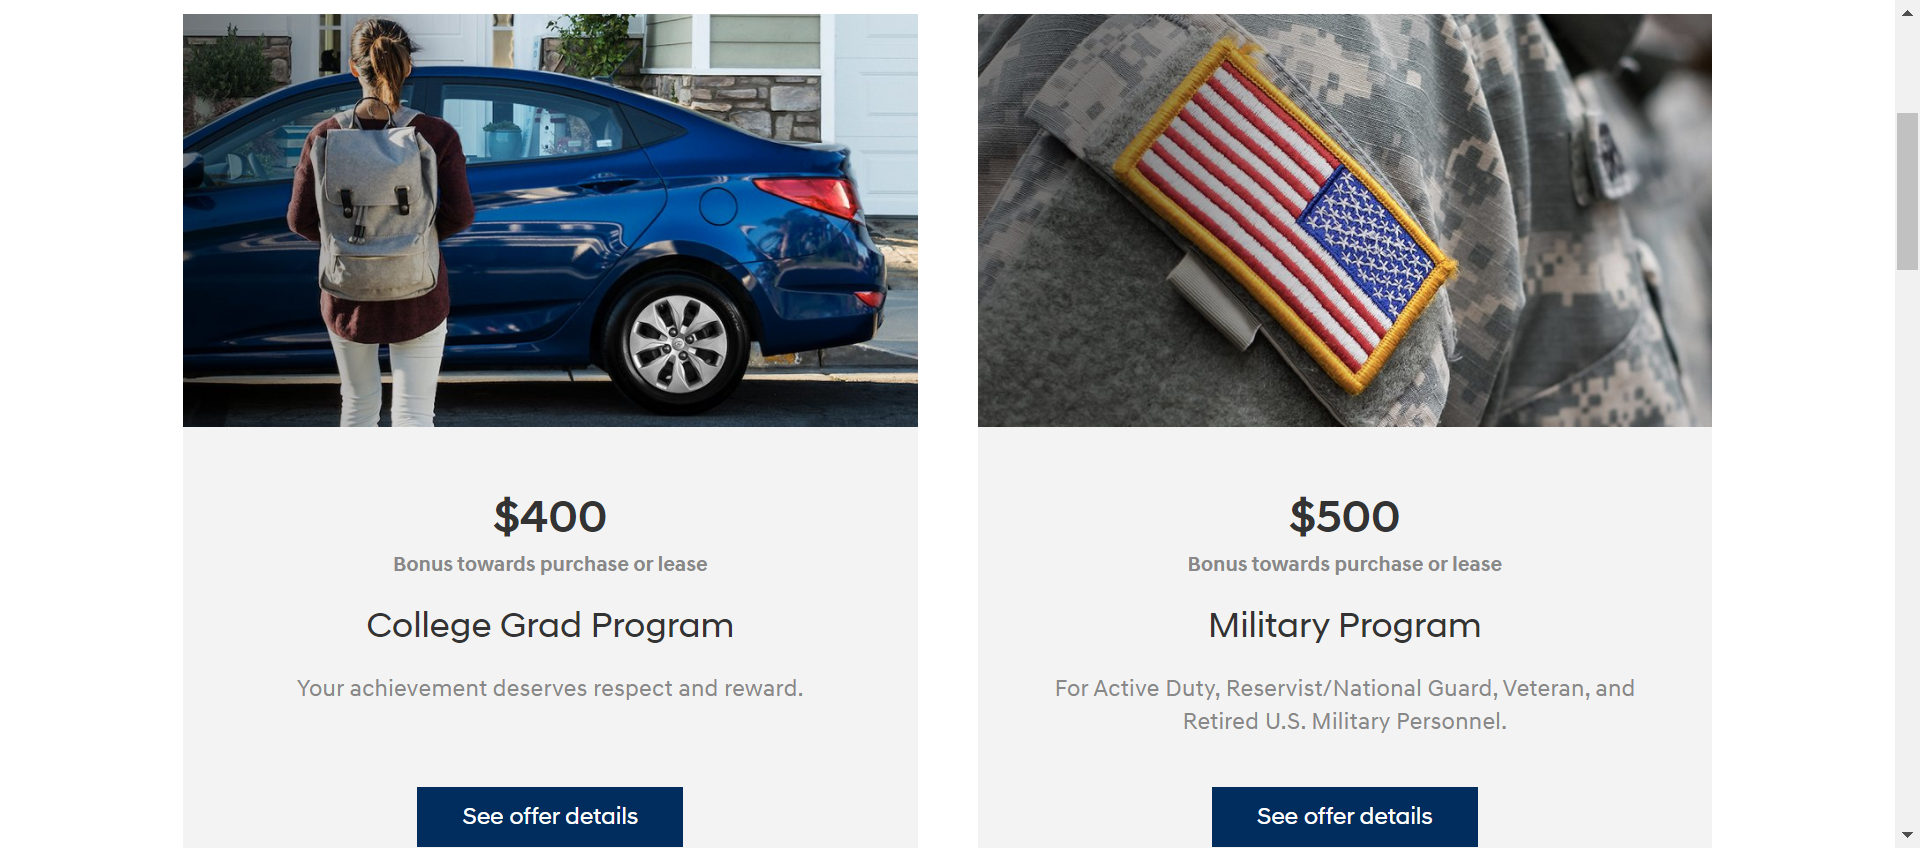 $400
Bonus towards purchase or lease
College Grad Program
Your achievement deserves respect and reward.
See offer details
$500
Bonus towards purchase or lease
Military Program
For Active Duty, Reservist/National Guard, Veteran, and
Retired U.S. Military Personnel.
See offer details